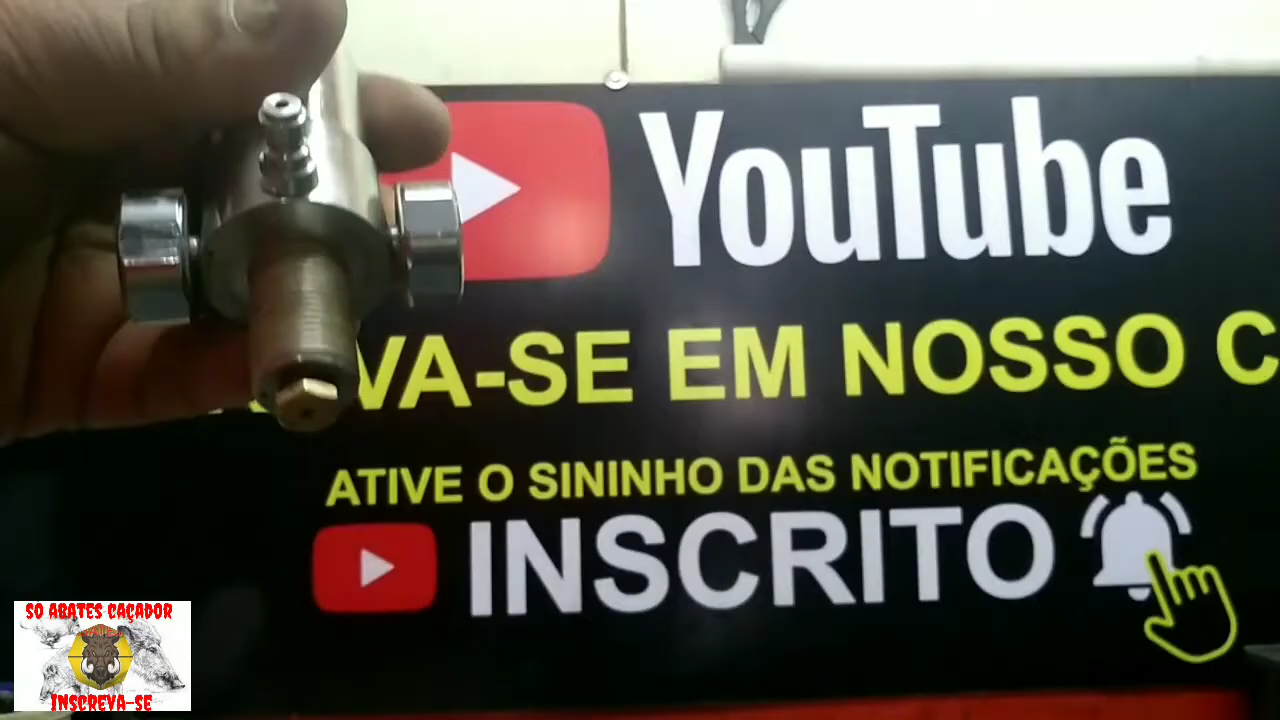 YouTube
VA-SE EM NOSSO C
ATIVE O SININHO DAS NOTIFICAÇÕES
INSCRITO
SO ABATES CAÇADOR
INSCREVA-SE